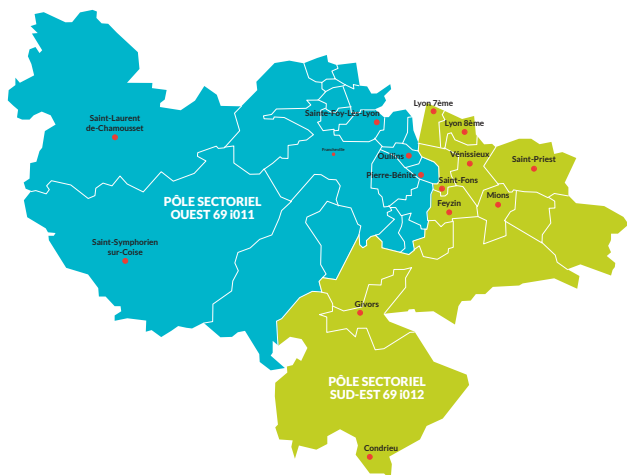 Lyon 7ème
Sainte-Foy-Lès-Lyon
Saint-Laurent
de-Chamousset
Lyon 8ème
Francheville
Oullins
Vénissieux
Saint-Priest
Pierre-Bénite
Saint-Fons
PÔLE SECTORIEL
OUEST 69 i011
Feyzin
Mions
Saint-Symphorien
sur-Coise
Givors
PÔLE SECTORIEL
SUD-EST 69 i012
Condrieu